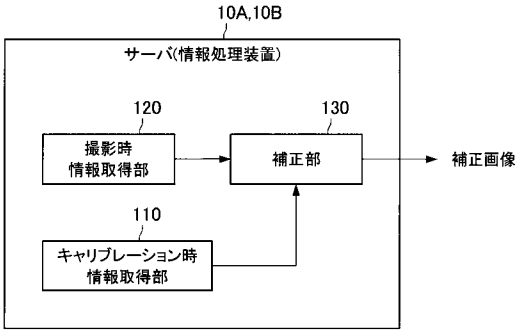 10A,10B
サーバ(情報処理装置)
120
130
撮影時
情報取得部
補正部
補正画像
110
キャリブレーション時
情報取得部